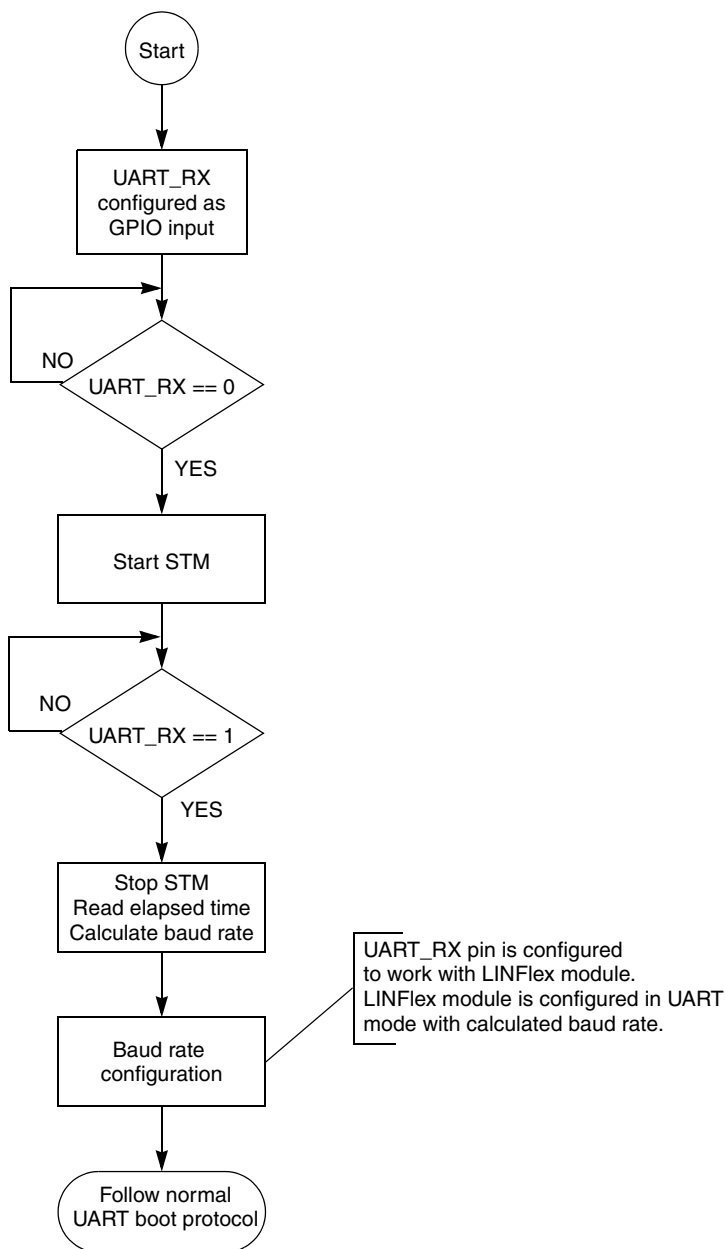 Start
UART_RX
configured as
GPIO input
NO
UART_RX == 0
YES
Start STM
NO
UART_RX == 1
YES
Stop STM
Read elapsed time
Calculate baud rate
UART_RX pin is configured
to work with LINFlex module.
LINFlex module is configured in UART
mode with calculated baud rate.
Baud rate
configuration
Follow normal
UART boot protocol